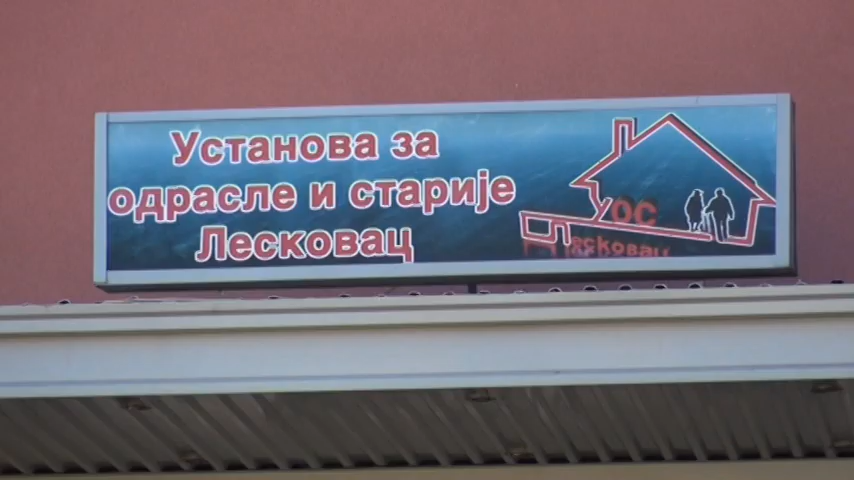 Установа за
одрасле и старије
Лесковац
УОС
Лесковац